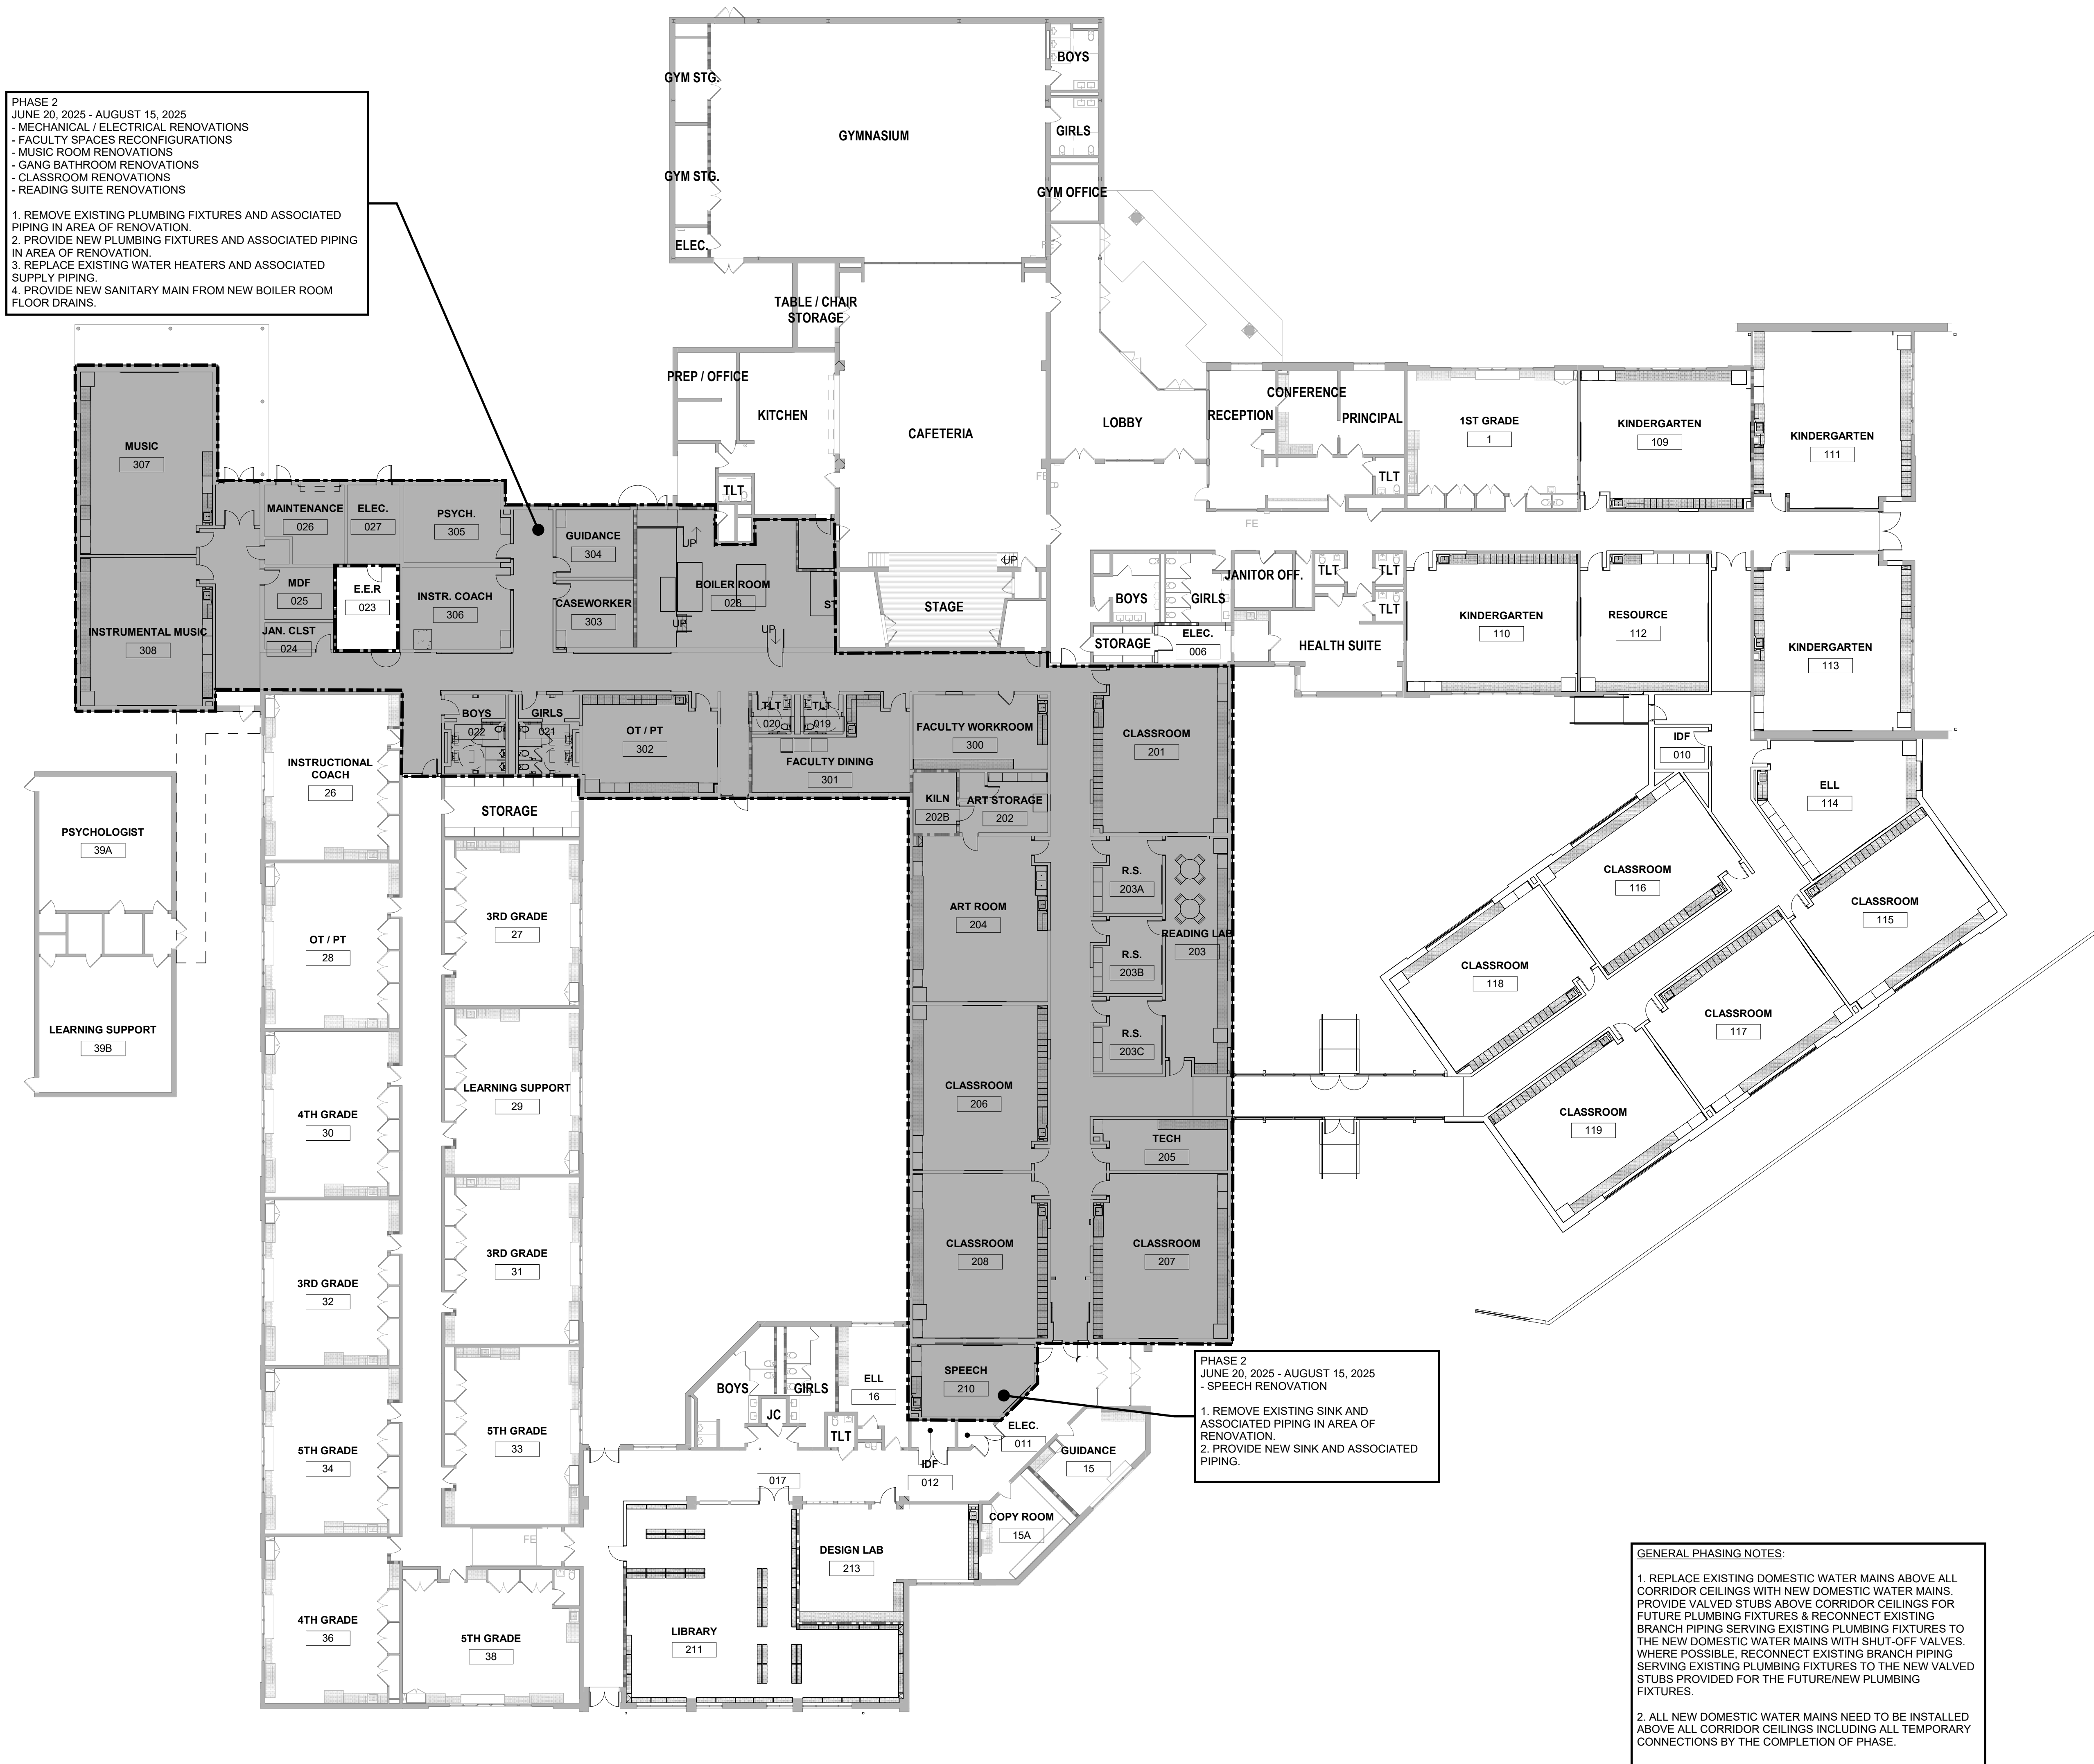 BOYS
GYM STG.
GYMNASIUM
GIRLS
GYM STG.
GYM OFFICE
ELEC.
PHASE 2
JUNE 20, 2025 - AUGUST 15, 2025
- MECHANICAL / ELECTRICAL RENOVATIONS
- FACULTY SPACES RECONFIGURATIONS
- MUSIC ROOM RENOVATIONS
- GANG BATHROOM RENOVATIONS
- CLASSROOM RENOVATIONS
- READING SUITE RENOVATIONS
1. REMOVE EXISTING PLUMBING FIXTURES AND ASSOCIATED
PIPING IN AREA OF RENOVATION.
2. PROVIDE NEW PLUMBING FIXTURES AND ASSOCIATED PIPING
IN AREA OF RENOVATION.
3. REPLACE EXISTING WATER HEATERS AND ASSOCIATED
SUPPLY PIPING.
4. PROVIDE NEW SANITARY MAIN FROM NEW BOILER ROOM
FLOOR DRAINS.
TABLE / CHAIR
STORAGE
PREP / OFFICE
KITCHEN
CAFETERIA
LOBBY
RECEPTION
CONFERENCE
PRINCIPAL
1ST GRADE
1
KINDERGARTEN
109
KINDERGARTEN
111
TLT
TLT
FE
FE
MUSIC
307
MAINTENANCE
026
ELEC.
027
PSYCH.
305
GUIDANCE
304
UP
BOILER ROOM
028
UP
UP
ST
UP
STAGE
MDF
025
E.E.R
023
INSTR. COACH
306
CASEWORKER
303
INSTRUMENTAL MUSIC
308
JAN. CLST
024
BOYS
GIRLS
JANITOR OFF.
TLT
TLT
TLT
STORAGE
ELEC.
006
HEALTH SUITE
KINDERGARTEN
110
RESOURCE
112
KINDERGARTEN
113
BOYS
022
GIRLS
021
OT / PT
302
TLT
020
TLT
019
FACULTY DINING
301
FACULTY WORKROOM
300
CLASSROOM
201
IDF
010
ELL
114
INSTRUCTIONAL
COACH
26
STORAGE
KILN
202B
ART STORAGE
202
PSYCHOLOGIST
39A
LEARNING SUPPORT
39B
R.S.
203A
CLASSROOM
116
CLASSROOM
115
3RD GRADE
27
ART ROOM
204
OT / PT
28
READING LAB
203
R.S.
203B
CLASSROOM
118
CLASSROOM
117
R.S.
203C
LEARNING SUPPORT
29
CLASSROOM
206
4TH GRADE
30
CLASSROOM
119
TECH
205
3RD GRADE
31
CLASSROOM
208
CLASSROOM
207
3RD GRADE
32
BOYS
GIRLS
JC
ELL
16
TLT
SPEECH
210
PHASE 2
JUNE 20, 2025 - AUGUST 15, 2025
- SPEECH RENOVATION
1. REMOVE EXISTING SINK AND
ASSOCIATED PIPING IN AREA OF
RENOVATION.
2. PROVIDE NEW SINK AND ASSOCIATED
PIPING.
5TH GRADE
33
5TH GRADE
34
ELEC.
011
GUIDANCE
15
IDF
012
017
COPY ROOM
15A
FE
DESIGN LAB
213
4TH GRADE
36
5TH GRADE
38
LIBRARY
211
GENERAL PHASING NOTES:
1. REPLACE EXISTING DOMESTIC WATER MAINS ABOVE ALL
CORRIDOR CEILINGS WITH NEW DOMESTIC WATER MAINS.
PROVIDE VALVED STUBS ABOVE CORRIDOR CEILINGS FOR
FUTURE PLUMBING FIXTURES & RECONNECT EXISTING
BRANCH PIPING SERVING EXISTING PLUMBING FIXTURES TO
THE NEW DOMESTIC WATER MAINS WITH SHUT-OFF VALVES.
WHERE POSSIBLE, RECONNECT EXISTING BRANCH PIPING
SERVING EXISTING PLUMBING FIXTURES TO THE NEW VALVED
STUBS PROVIDED FOR THE FUTURE/NEW PLUMBING
FIXTURES.
2. ALL NEW DOMESTIC WATER MAINS NEED TO BE INSTALLED
ABOVE ALL CORRIDOR CEILINGS INCLUDING ALL TEMPORARY
CONNECTIONS BY THE COMPLETION OF PHASE.